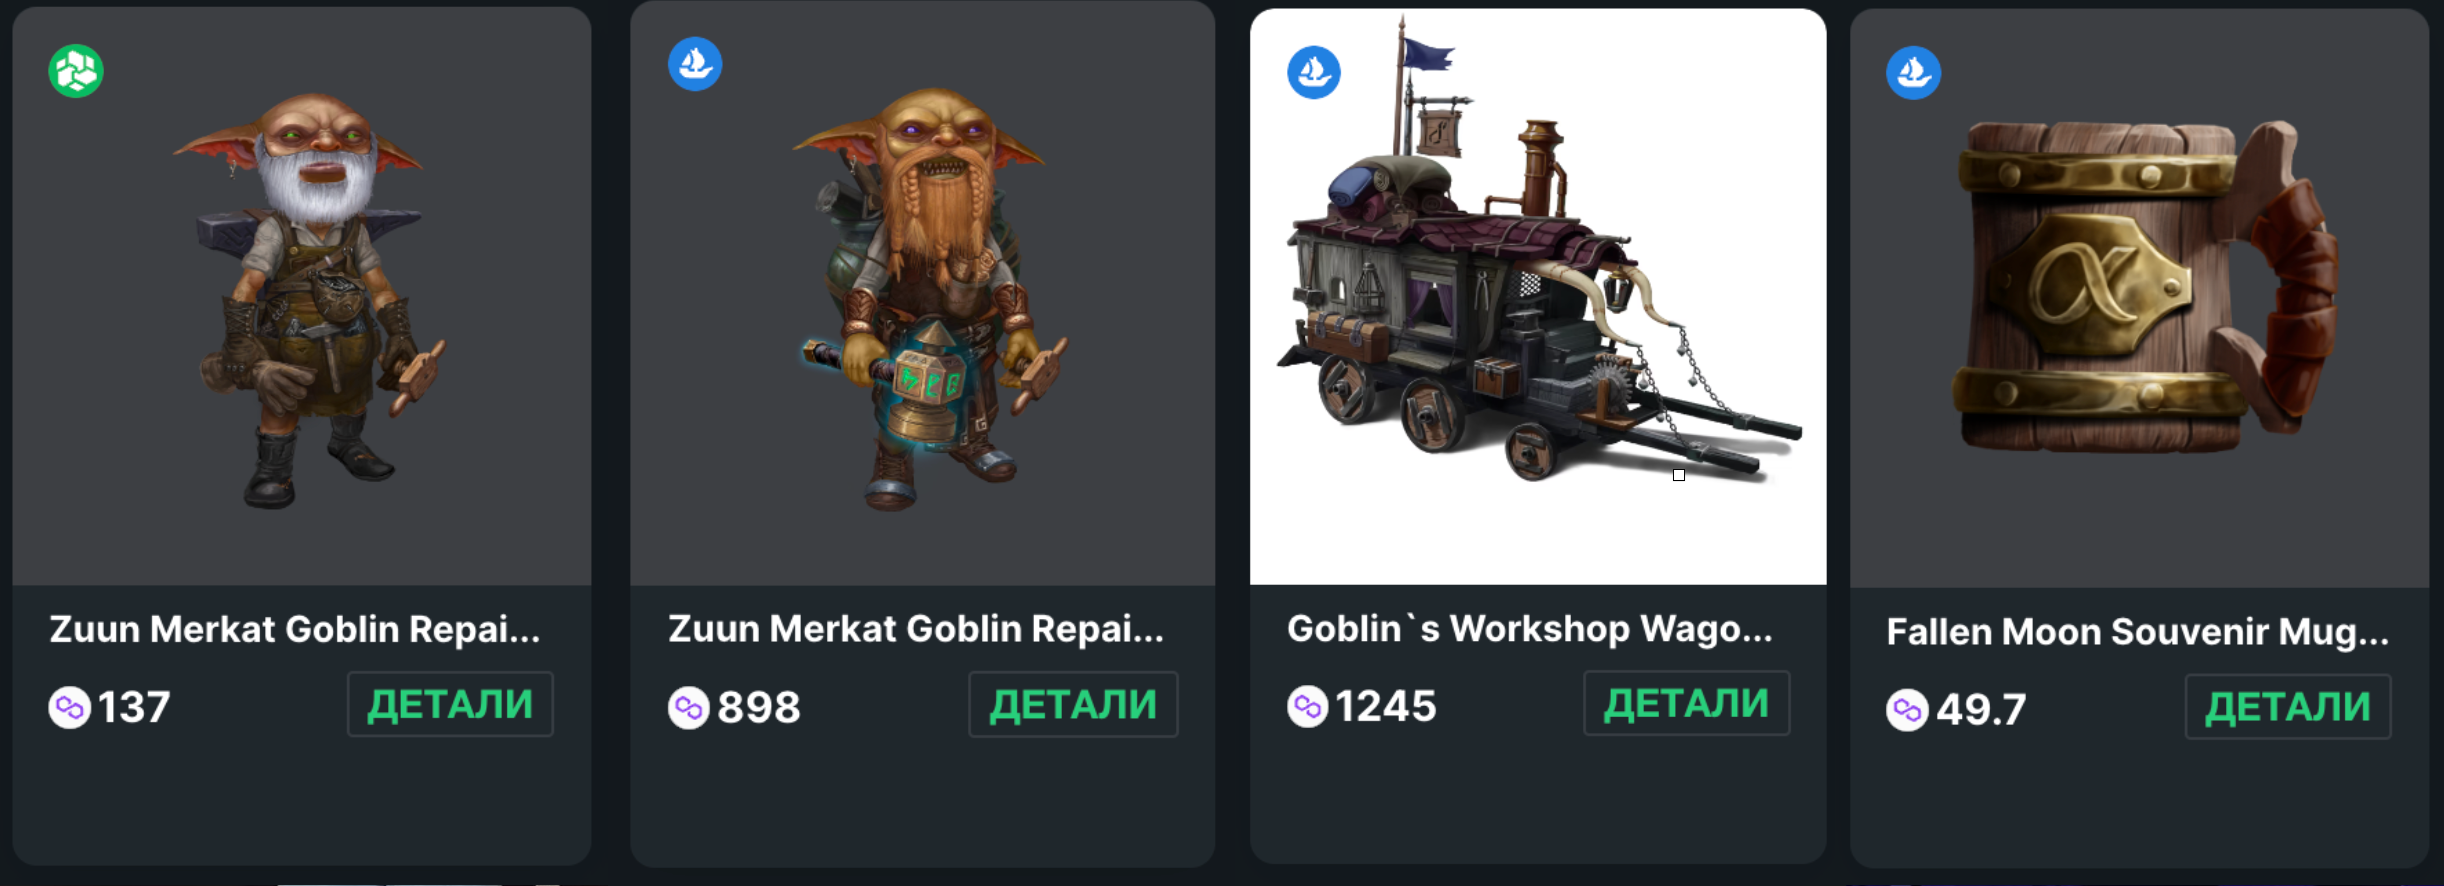 Zuun Merkat Goblin Repai...
137
ДЕТАЛИ
Zuun Merkat Goblin Repai...
898
ДЕТАЛИ
Goblin`s Workshop Wago...
1245
ДЕТАЛИ
Fallen Moon Souvenir Mug...
49.7
ДЕТАЛИ